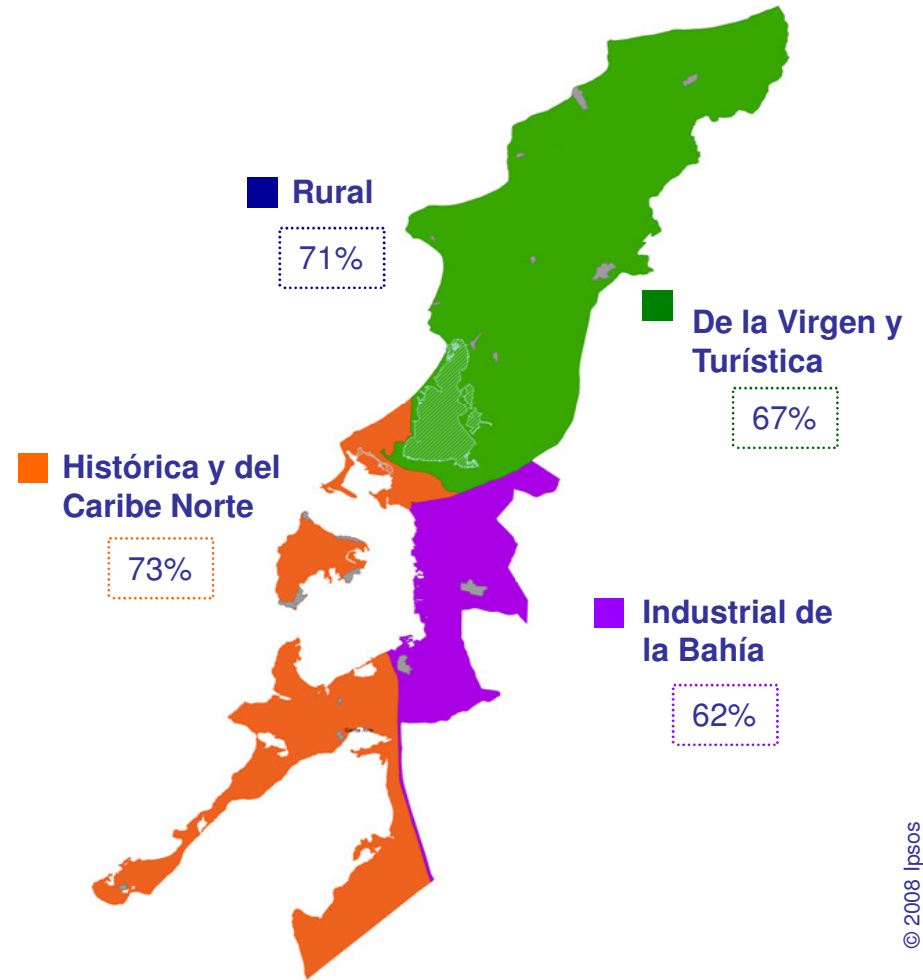 Rural
71%
De la Virgen y
Turística
67%
Histórica y del
Caribe Norte
73%
Industrial de
la Bahía
62%
© 2008 Ipsos